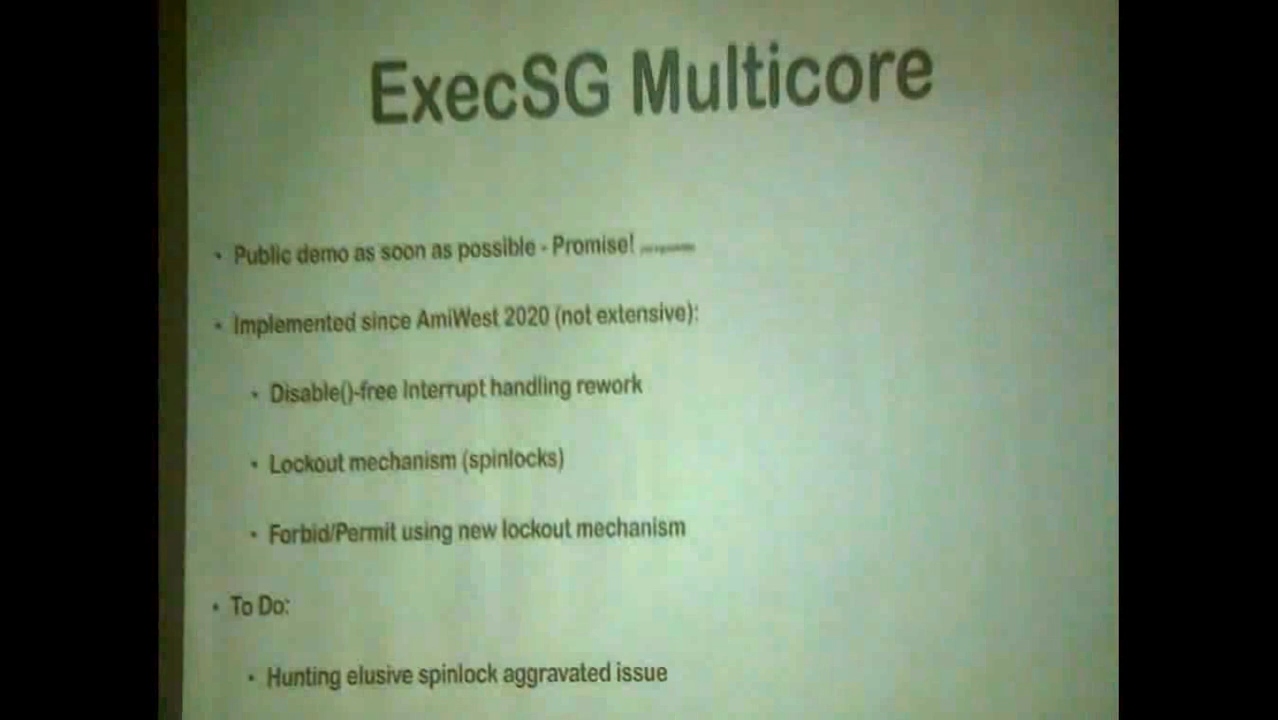 ExecSG Multicore
• Public demo as soon as possible - Promise!
• Implemented since AmiWest 2020 (not extensive):
• Disable()-free Interrupt handling rework
• Lockout mechanism (spinlocks)
• Forbid/Permit using new lockout mechanism
• To Do:
• Hunting elusive spinlock aggravated issue